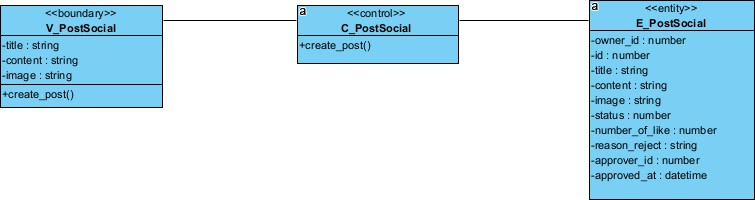 <<boundary>>
V_PostSocial
-title : string
-content : string
-image : string
+create_post()
a
<<control>>
C_PostSocial
+create_post()
a
<<entity>>
E_PostSocial
-owner_id : number
-id : number
-title : string
-content : string
-image : string
-status : number
-number_of_like : number
-reason_reject : string
-approver_id : number
-approved_at : datetime